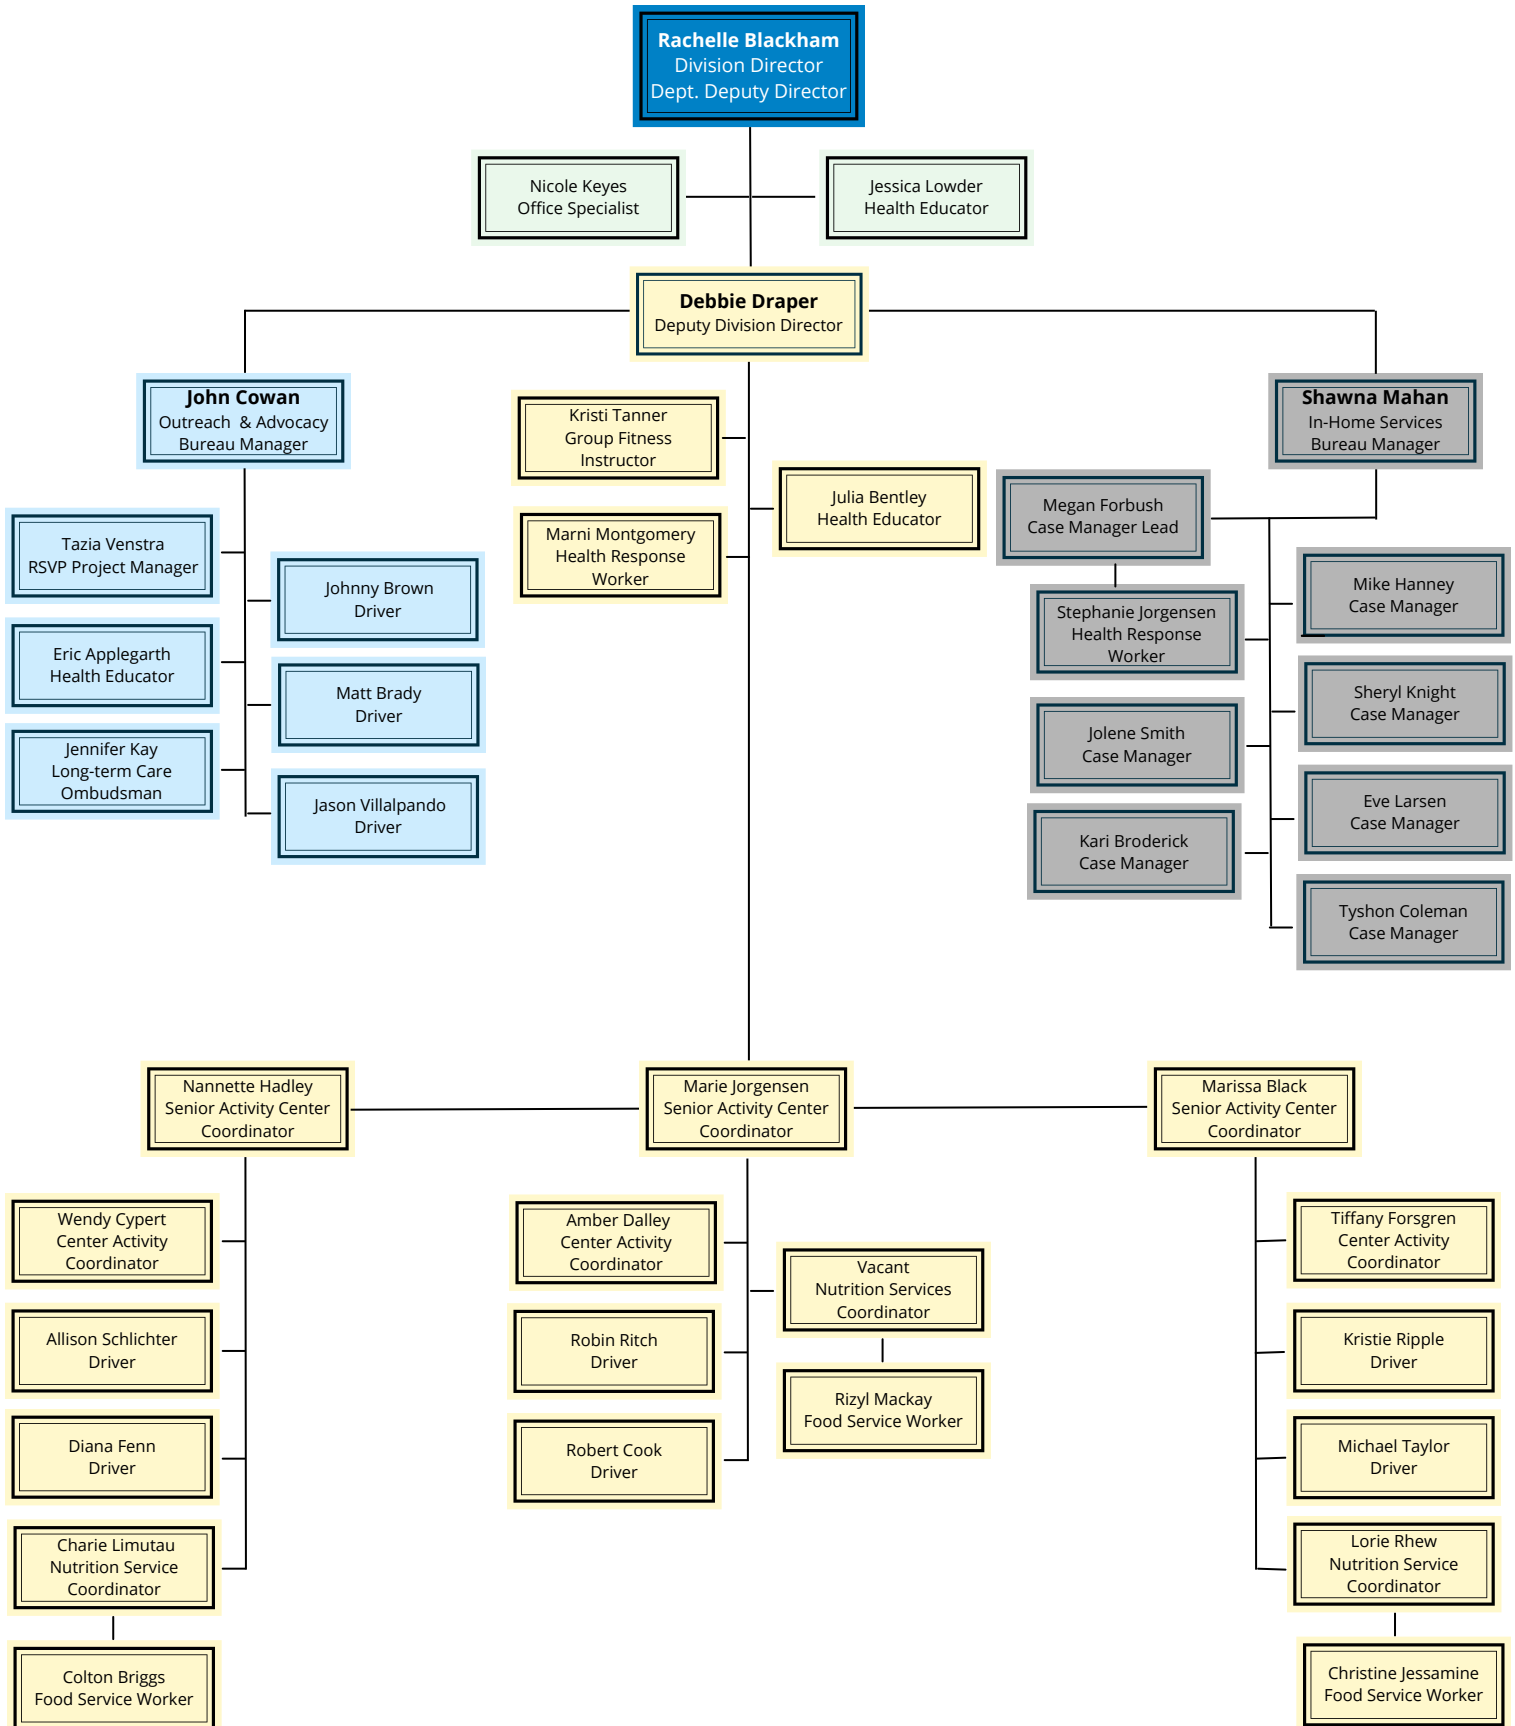 Rachelle Blackham
Division Director
Dept. Deputy Director
Nicole Keyes
Office Specialist
Jessica Lowder
Health Educator
Debbie Draper
Deputy Division Director
John Cowan
Outreach & Advocacy
Bureau Manager
Kristi Tanner
Group Fitness
Instructor
Shawna Mahan
In-Home Services
Bureau Manager
Julia Bentley
Health Educator
Megan Forbush
Case Manager Lead
Marni Montgomery
Health Response
Worker
Tazia Venstra
RSVP Project Manager
Johnny Brown
Driver
Eric Applegarth
Health Educator
Matt Brady
Driver
Jennifer Kay
Long-term Care
Ombudsman
Jason Villalpando
Driver
Stephanie Jorgensen
Health Response
Worker
Mike Hanney
Case Manager
Sheryl Knight
Case Manager
Jolene Smith
Case Manager
Eve Larsen
Case Manager
Kari Broderick
Case Manager
Tyshon Coleman
Case Manager
Nannette Hadley
Senior Activity Center
Coordinator
Marie Jorgensen
Senior Activity Center
Coordinator
Marissa Black
Senior Activity Center
Coordinator
Wendy Cypert
Center Activity
Coordinator
Allison Schlichter
Driver
Diana Fenn
Driver
Charie Limutau
Nutrition Service
Coordinator
Colton Briggs
Food Service Worker
Amber Dalley
Center Activity
Coordinator
Vacant
Nutrition Services
Coordinator
Robin Ritch
Driver
Rizyl Mackay
Food Service Worker
Robert Cook
Driver
Tiffany Forsgren
Center Activity
Coordinator
Kristie Ripple
Driver
Michael Taylor
Driver
Lorie Rhew
Nutrition Service
Coordinator
Christine Jessamine
Food Service Worker